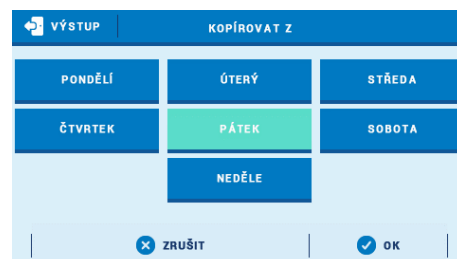 VÝSTUP KOPÍROVAT Z
PONDĚLÍ ÚTERÝ STŘEDA
ČTVRTEK PÁTEK SOBOTA
NEDĚLE
ZRUŠIT OK